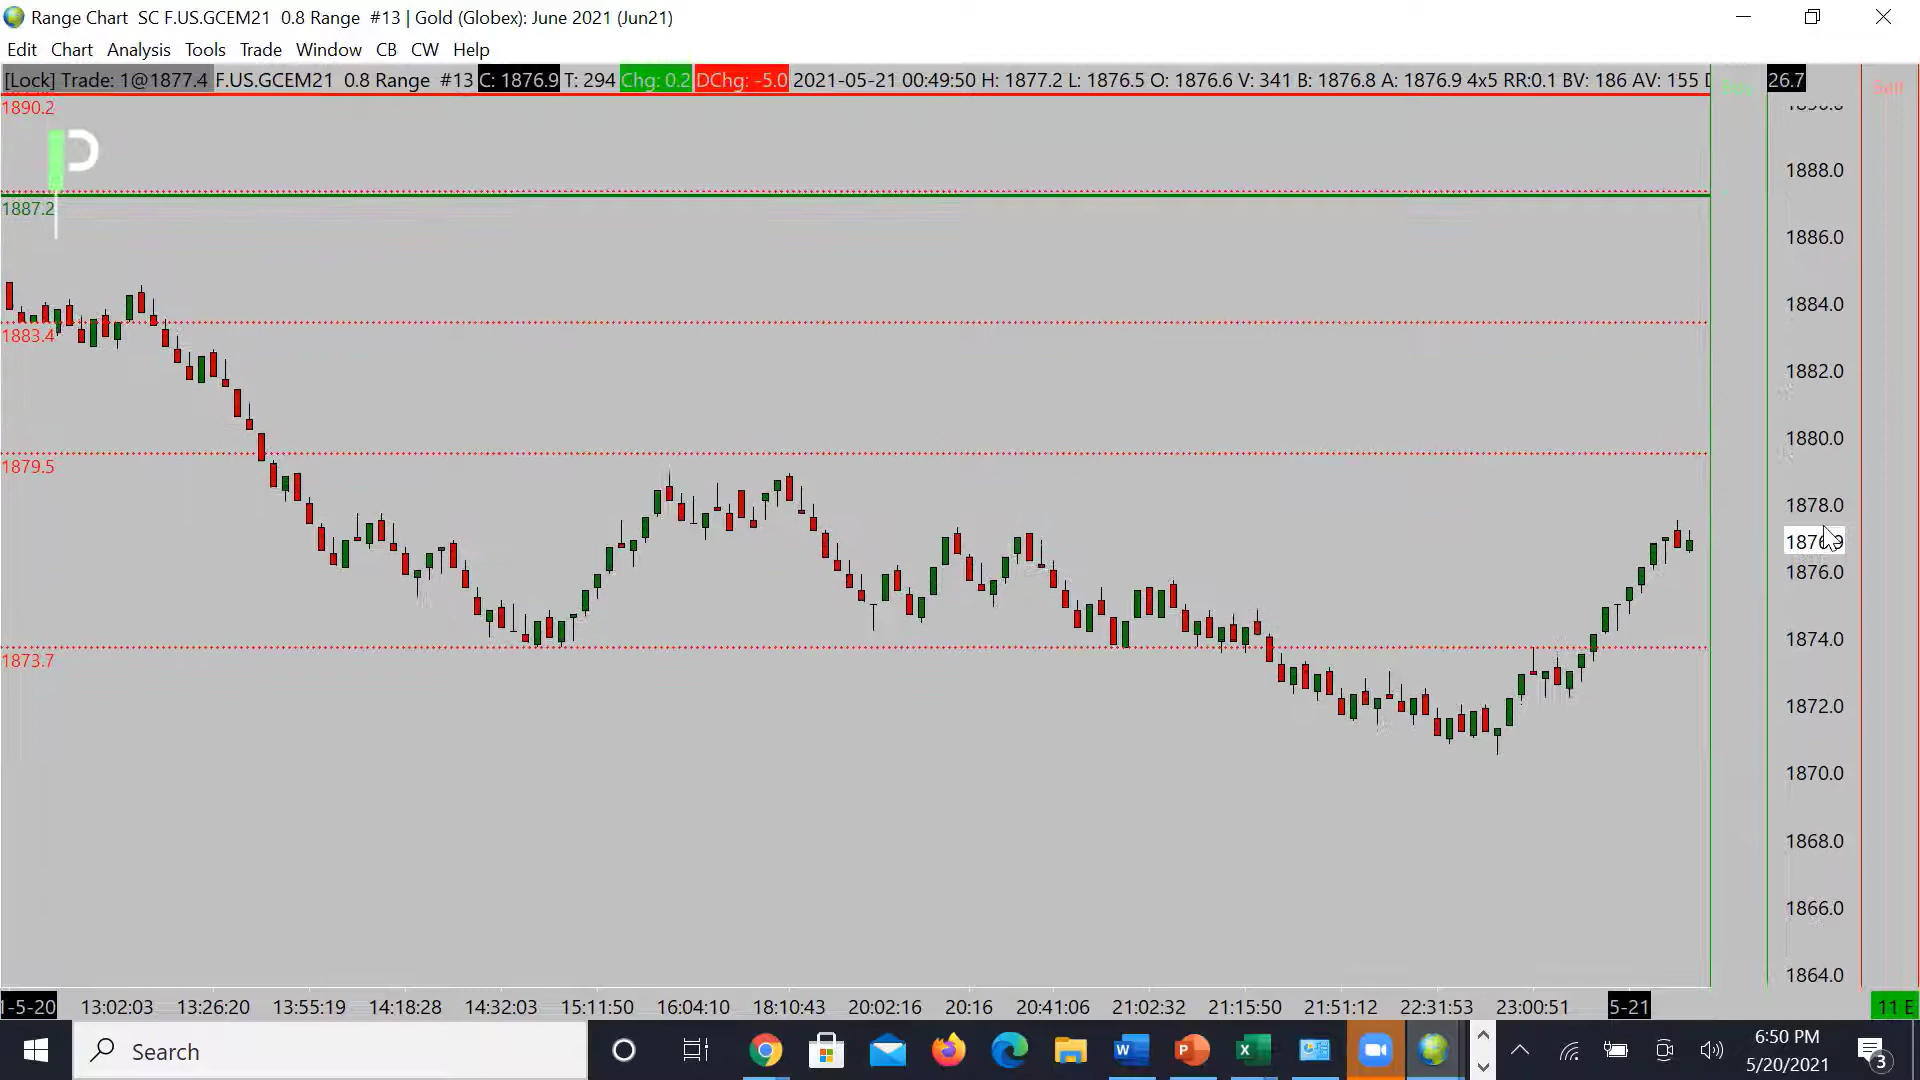 Range Chart SC F.US.GCEM21 0.8 Range #13 | Gold (Globex): June 2021 (Jun21)
Edit Chart Analysis Tools Trade Window CB CW Help
[Lock] Trade: 1@1877.4 F.US.GCEM21 0.8 Range #13 C: 1876.9 T: 294 Chg: 0.2 DChg: -5.0 2021-05-21 00:49:50 H: 1877.2 L: 1876.5 O: 1876.6 V: 341 B: 1876.8 A: 1876.9 4x5 RR:0.1 BV: 186 AV: 155 D
26.7
Buy
Sell
1890.2
1888.0
1887.2
1886.0
1884.0
1883.4
1882.0
1880.0
1879.5
1878.0
1876.0
1874.0
1873.7
1872.0
1870.0
1868.0
1866.0
1864.0
1-5-20 13:02:03 13:26:20 13:55:19 14:18:28 14:32:03 15:11:50 16:04:10 18:10:43 20:02:16 20:16 20:41:06 21:02:32 21:15:50 21:51:12 22:31:53 23:00:51 5-21 11 E
Search
6:50 PM
5/20/2021
3